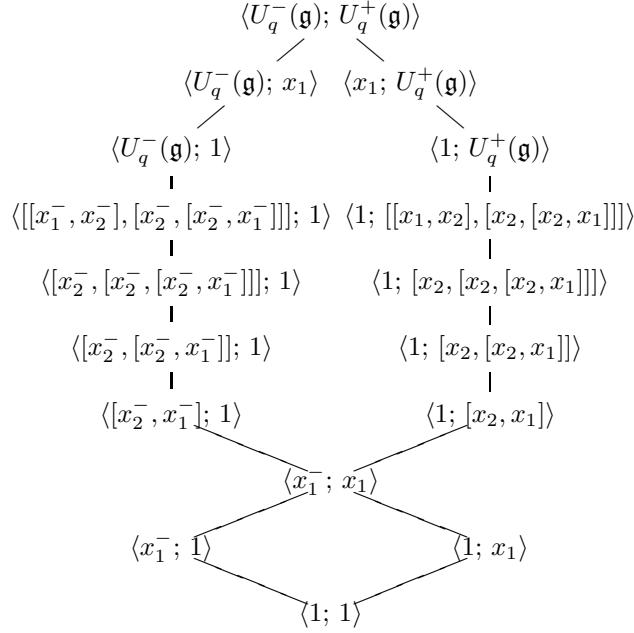 ⟨U_q^−(𝔤); U_q^+(𝔤)⟩
⟨U_q^−(𝔤); x_1⟩ ⟨x_1; U_q^+(𝔤)⟩
⟨U_q^−(𝔤); 1⟩ ⟨1; U_q^+(𝔤)⟩
⟨[[x_1^−, x_2^−], [x_2^−, [x_2^−, x_1^−]]]; 1⟩ ⟨1; [[x_1, x_2], [x_2, [x_2, x_1]]]⟩
⟨[x_2^−, [x_2^−, [x_2^−, x_1^−]]]; 1⟩ ⟨1; [x_2, [x_2, [x_2, x_1]]]⟩
⟨[x_2^−, [x_2^−, x_1^−]]; 1⟩ ⟨1; [x_2, [x_2, x_1]]⟩
⟨[x_2^−, x_1^−]; 1⟩ ⟨1; [x_2, x_1]⟩
⟨x_1^−; x_1⟩
⟨x_1^−; 1⟩ ⟨1; x_1⟩
⟨1; 1⟩